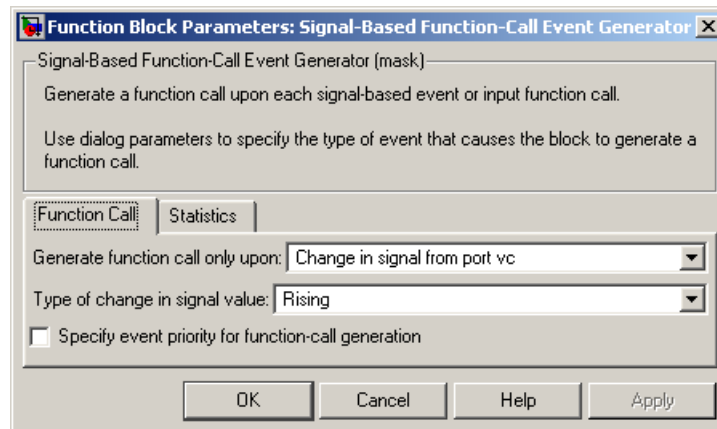 Function Block Parameters: Signal-Based Function-Call Event Generator
Signal-Based Function-Call Event Generator (mask)
Generate a function call upon each signal-based event or input function call.
Use dialog parameters to specify the type of event that causes the block to generate a
function call.
Function Call Statistics
Generate function call only upon: Change in signal from port vc
Type of change in signal value: Rising
Specify event priority for function-call generation
OK Cancel Help Apply